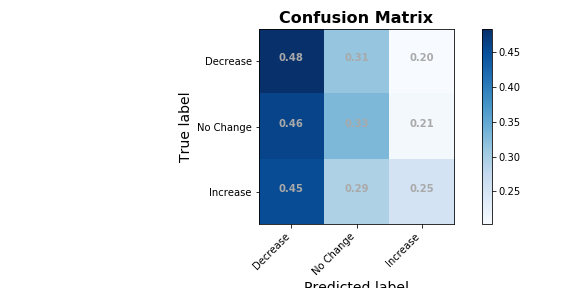 Confusion Matrix
Decrease 0.48 0.31 0.20 0.45
0.40
No Change 0.46 0.21 0.35
0.30
Increase 0.45 0.29 0.25 0.25
True label
Decrease No Change Increase
Predicted label